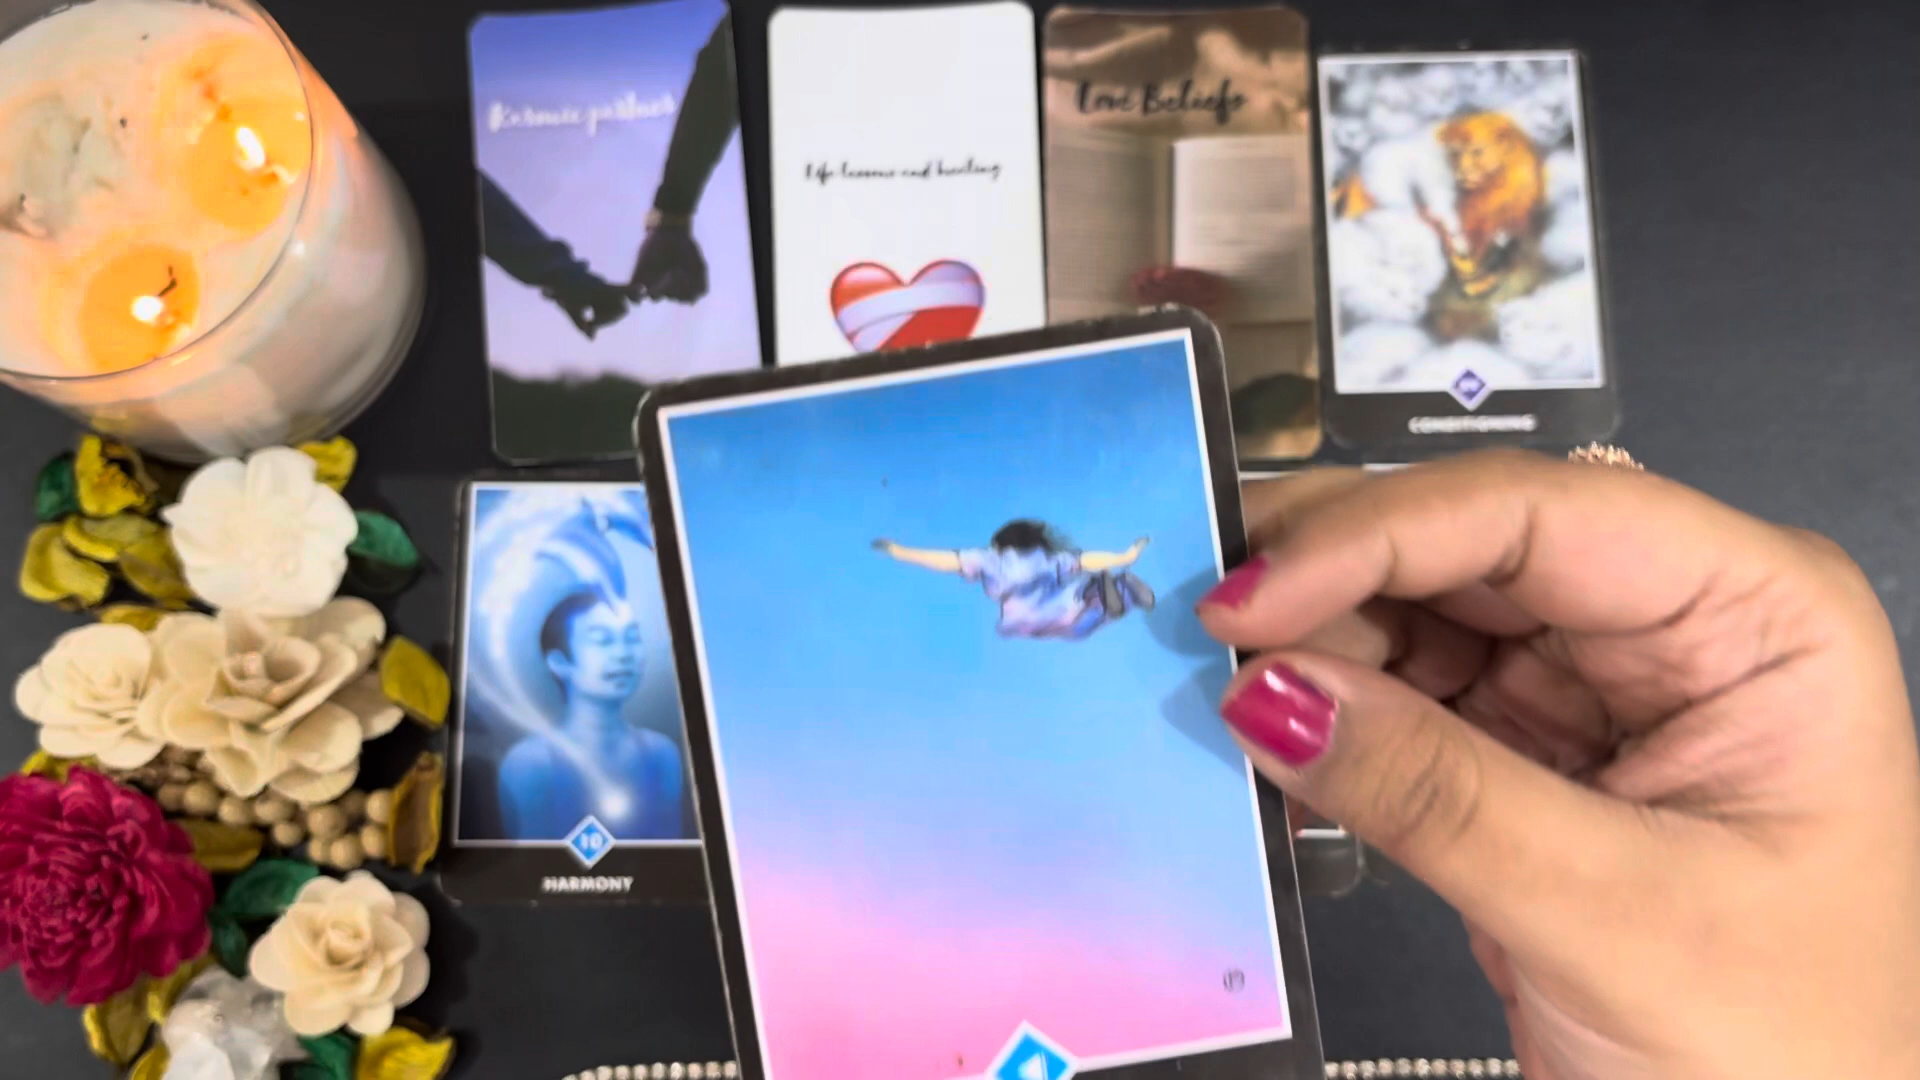 Karmic partner
Life lessons and healing
Love Beliefs
CONDITIONING
10
HARMONY